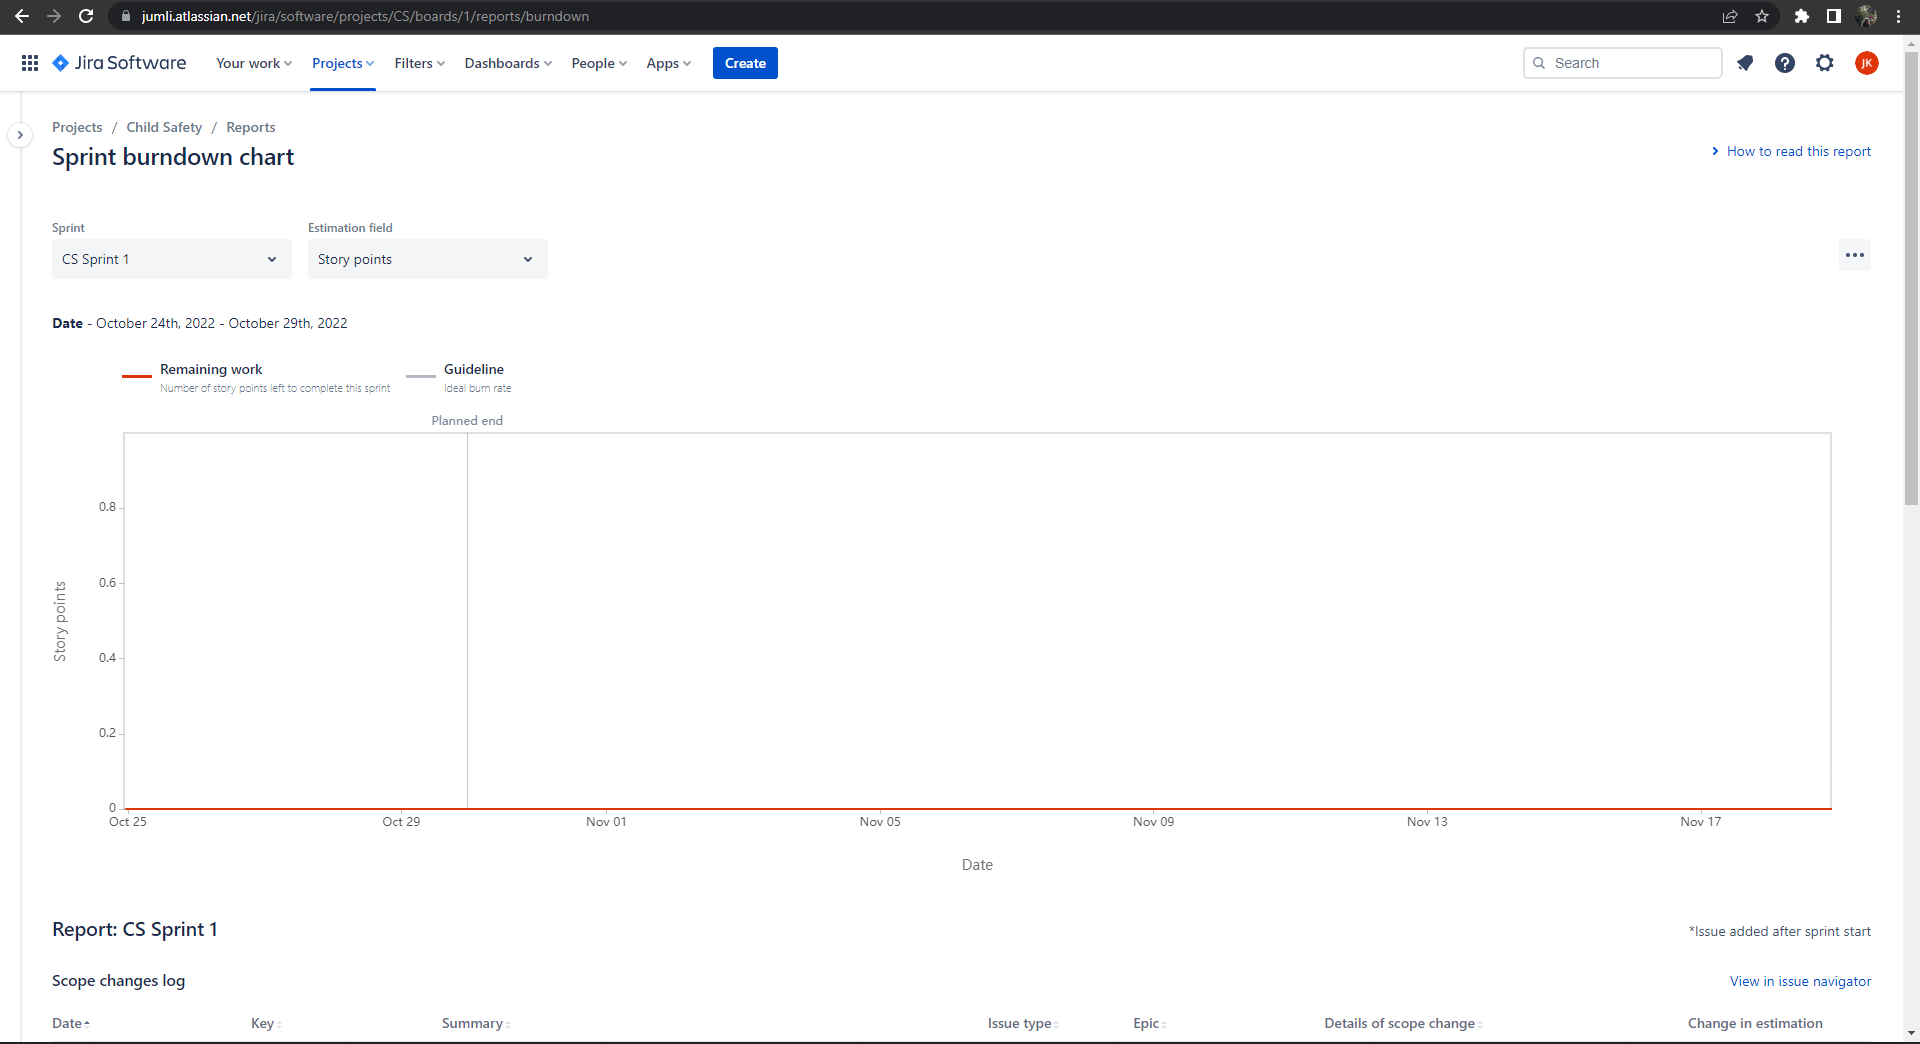 jumli.atlassian.net/jira/software/projects/CS/boards/1/reports/burndown
Jira Software Your work Projects Filters Dashboards People Apps Create Search JK
Projects / Child Safety / Reports
Sprint burndown chart
How to read this report
Sprint Estimation field
CS Sprint 1 Story points
Date - October 24th, 2022 - October 29th, 2022
Remaining work Guideline
Number of story points left to complete this sprint Ideal burn rate
Planned end
0.8
0.6
0.4
0.2
0
Story points
Oct 25 Oct 29 Nov 01 Nov 05 Nov 09 Nov 13 Nov 17
Date
Report: CS Sprint 1
*Issue added after sprint start
Scope changes log
View in issue navigator
Date Key Summary Issue type Epic Details of scope change Change in estimation